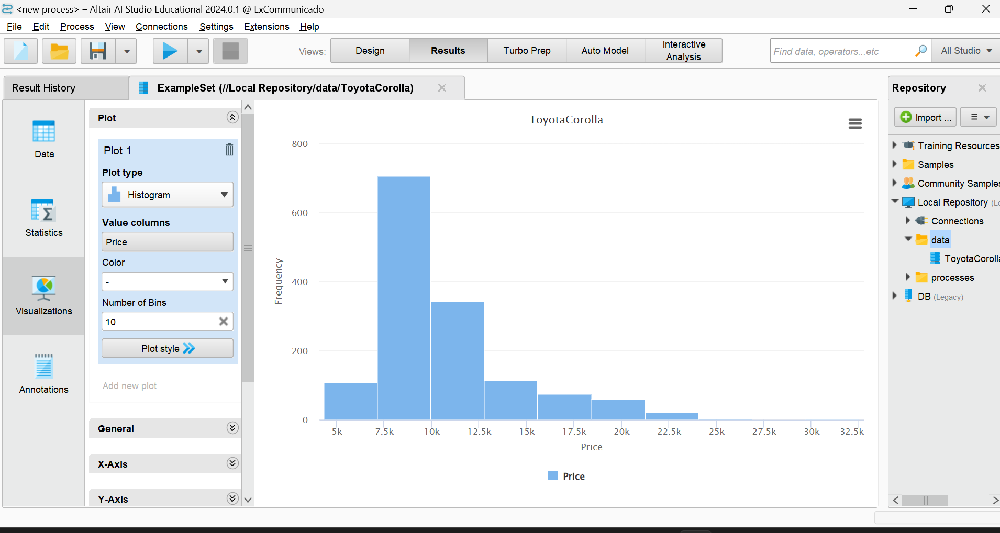 <new process> – Altair AI Studio Educational 2024.0.1 @ ExCommunicado
File Edit Process View Connections Settings Extensions Help
Views: Design Results Turbo Prep Auto Model Interactive Analysis Find data, operators...etc All Studio
Result History ExampleSet (//Local Repository/data/ToyotaCorolla) Repository
Data
Statistics
Visualizations
Annotations
Plot
Plot 1
Plot type
Histogram
Value columns
Price
Color
-
Number of Bins
10
Plot style
Add new plot
General
X-Axis
Y-Axis
ToyotaCorolla
800
600
400
200
0
Frequency
5k 7.5k 10k 12.5k 15k 17.5k 20k 22.5k 25k 27.5k 30k 32.5k
Price
Price
Import ...
Training Resources
Samples
Community Samples
Local Repository (Lo
Connections
data
ToyotaCorolla
processes
DB (Legacy)